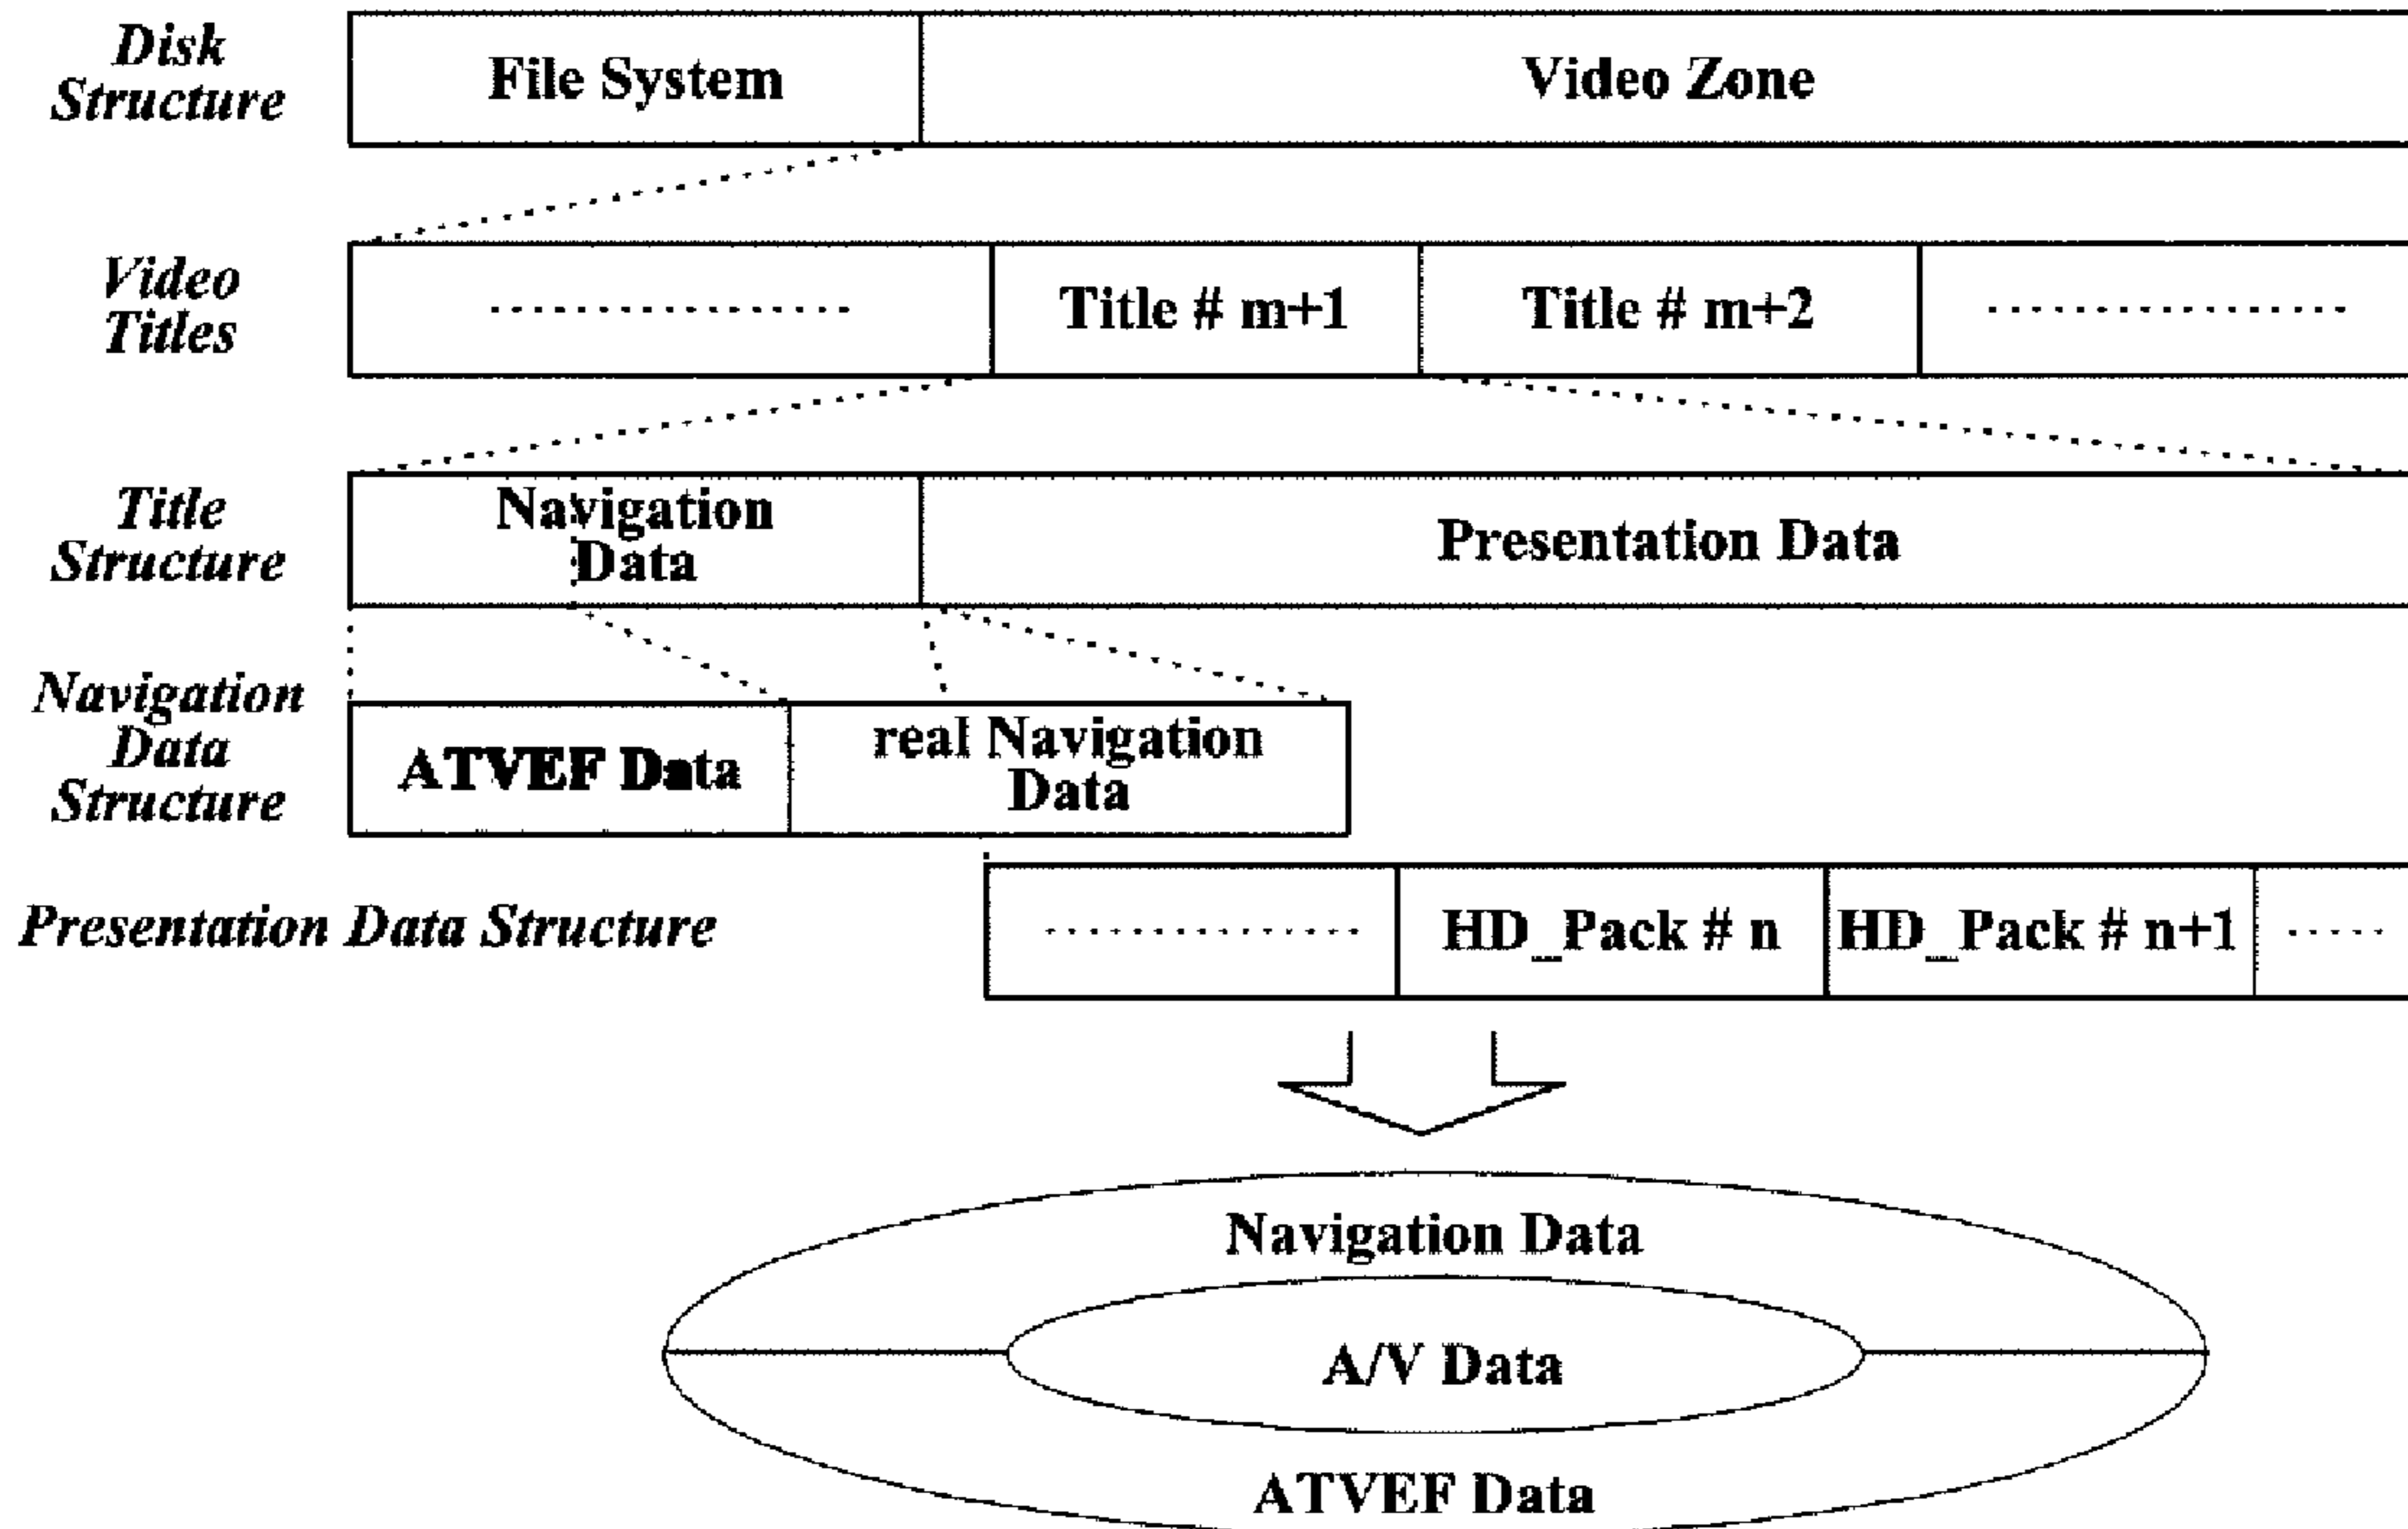 Disk
Structure
File System
Video Zone
Video
Titles
Title # m+1
Title # m+2
Title
Structure
Navigation
Data
Presentation Data
Navigation
Data
Structure
ATVEF Data
real Navigation
Data
Presentation Data Structure
HD_Pack # n
HD_Pack # n+1
Navigation Data
A/V Data
ATVEF Data